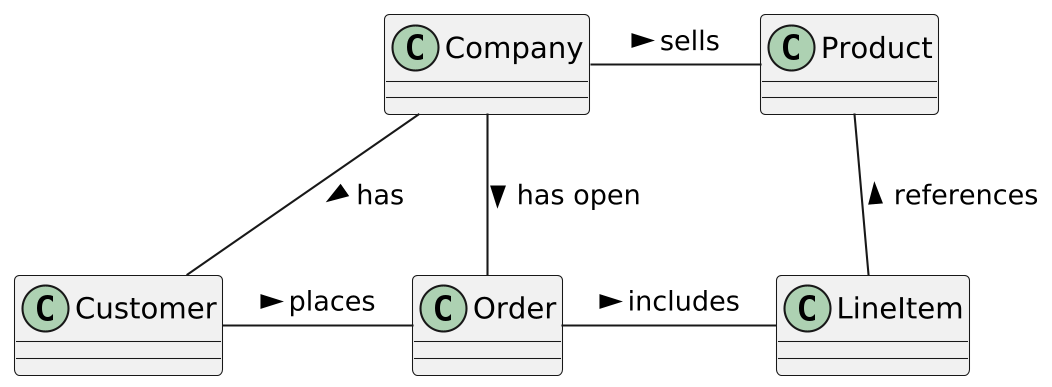 C Company
sells
C Product
has
has open
references
C Customer
places
C Order
includes
C LineItem